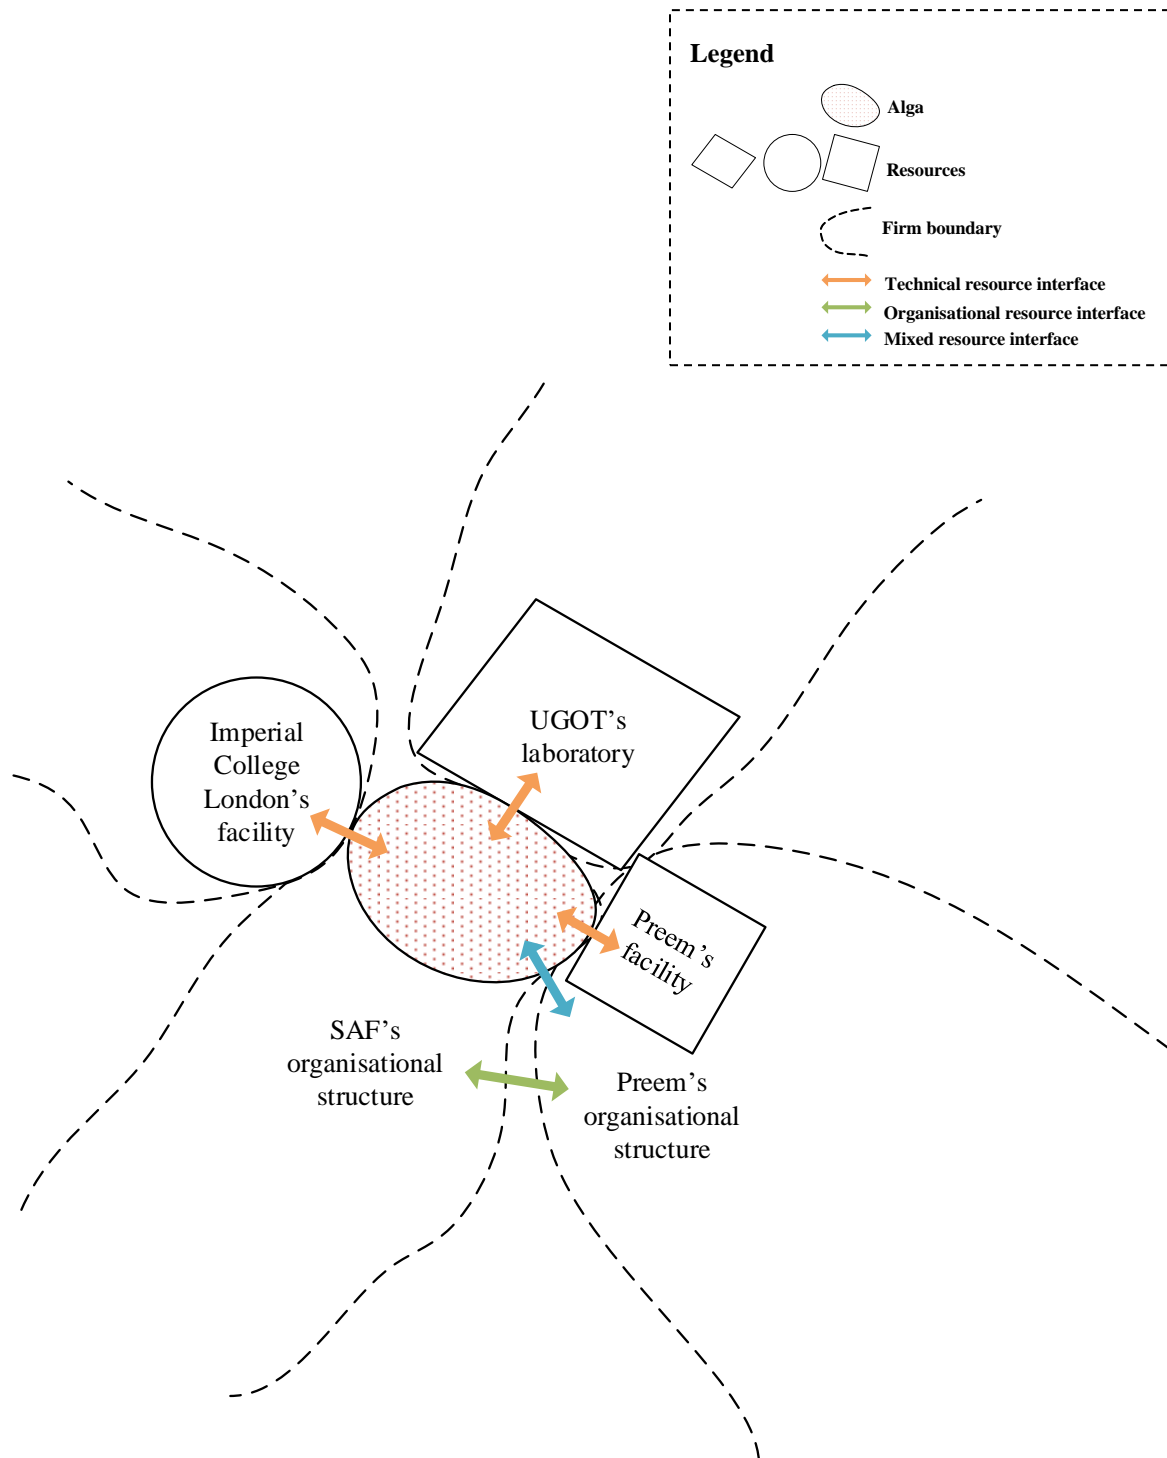 Legend
Alga
Resources
Firm boundary
Technical resource interface
Organisational resource interface
Mixed resource interface
Imperial
College
London’s
facility
UGOT’s
laboratory
Preem’s
facility
SAF’s
organisational
structure
Preem’s
organisational
structure